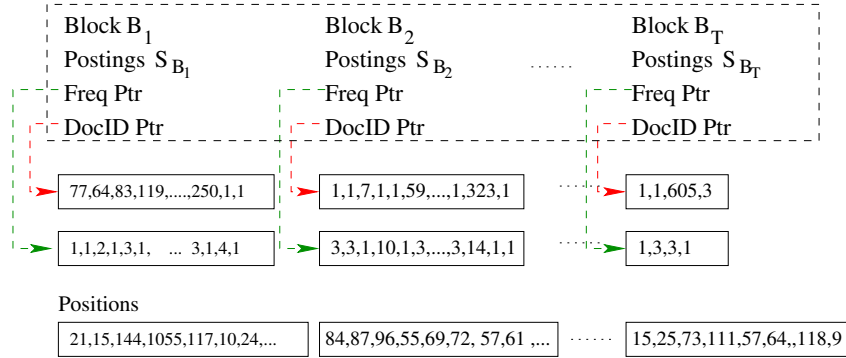 Block B1 Block B2 Block BT
Postings SB1 Postings SB2 ...... Postings SBT
Freq Ptr Freq Ptr Freq Ptr
DocID Ptr DocID Ptr DocID Ptr
77,64,83,119,....,250,1,1 1,1,7,1,1,59,...,1,323,1 ...... 1,1,605,3
1,1,2,1,3,1, ... 3,1,4,1 3,3,1,10,1,3...,3,14,1,1 ...... 1,3,3,1
Positions
21,15,144,1055,117,10,24,... 84,87,96,55,69,72, 57,61 ,... ...... 15,25,73,111,57,64,,118,9